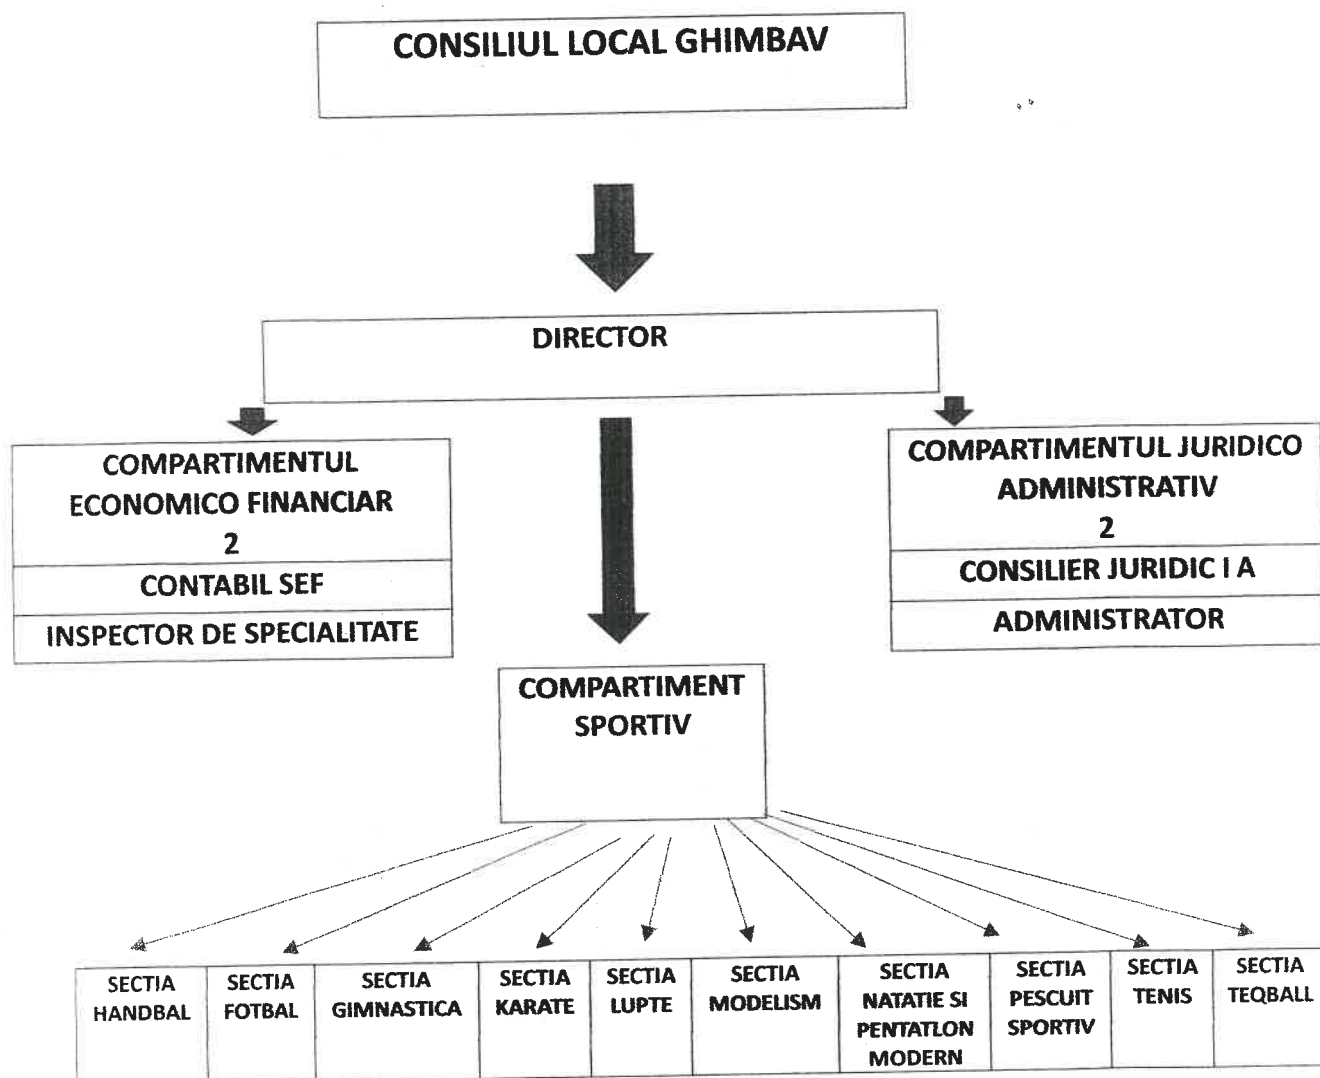 CONSILIUL LOCAL GHIMBAV
DIRECTOR
COMPARTIMENTUL
ECONOMICO FINANCIAR
2
CONTABIL SEF
INSPECTOR DE SPECIALITATE
COMPARTIMENTUL JURIDICO
ADMINISTRATIV
2
CONSILIER JURIDIC I A
ADMINISTRATOR
COMPARTIMENT
SPORTIV
SECTIA
HANDBAL
SECTIA
FOTBAL
SECTIA
GIMNASTICA
SECTIA
KARATE
SECTIA
LUPTE
SECTIA
MODELISM
SECTIA
NATATIE SI
PENTATLON
MODERN
SECTIA
PESCUIT
SPORTIV
SECTIA
TENIS
SECTIA
TEQBALL